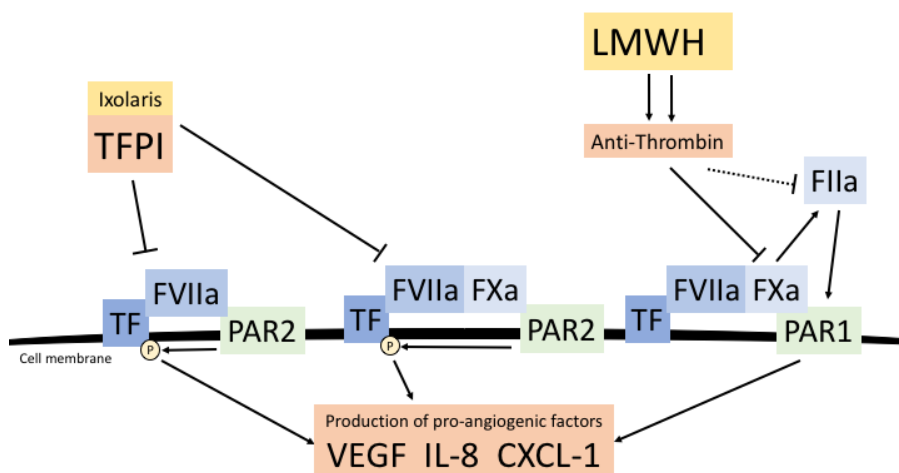 LMWH
Ixolaris
TFPI
Anti-Thrombin
FIIa
FVIIa
TF
PAR2
P
FVIIa FXa
TF
PAR2
P
FVIIa FXa
TF
PAR1
Cell membrane
Production of pro-angiogenic factors
VEGF IL-8 CXCL-1